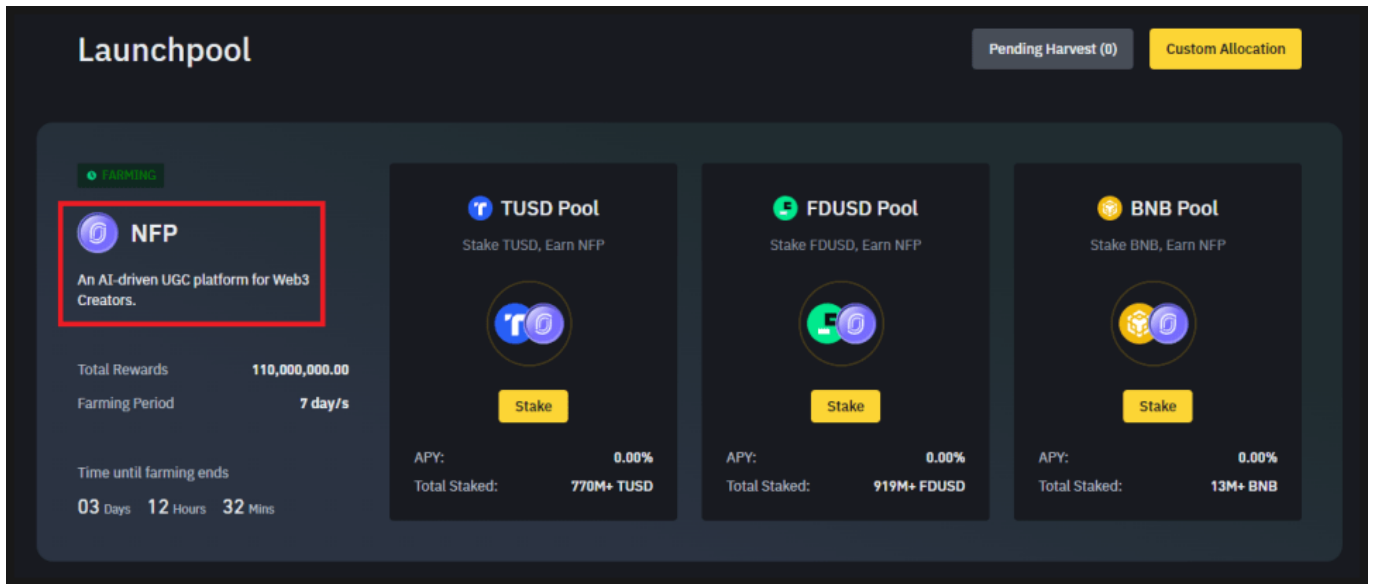 Launchpool
Pending Harvest (0)
Custom Allocation
FARMING
NFP
An AI-driven UGC platform for Web3
Creators.
Total Rewards 110,000,000.00
Farming Period 7 day/s
Time until farming ends
03 Days 12 Hours 32 Mins
TUSD Pool
Stake TUSD, Earn NFP
Stake
APY: 0.00%
Total Staked: 770M+ TUSD
FDUSD Pool
Stake FDUSD, Earn NFP
Stake
APY: 0.00%
Total Staked: 919M+ FDUSD
BNB Pool
Stake BNB, Earn NFP
Stake
APY: 0.00%
Total Staked: 13M+ BNB